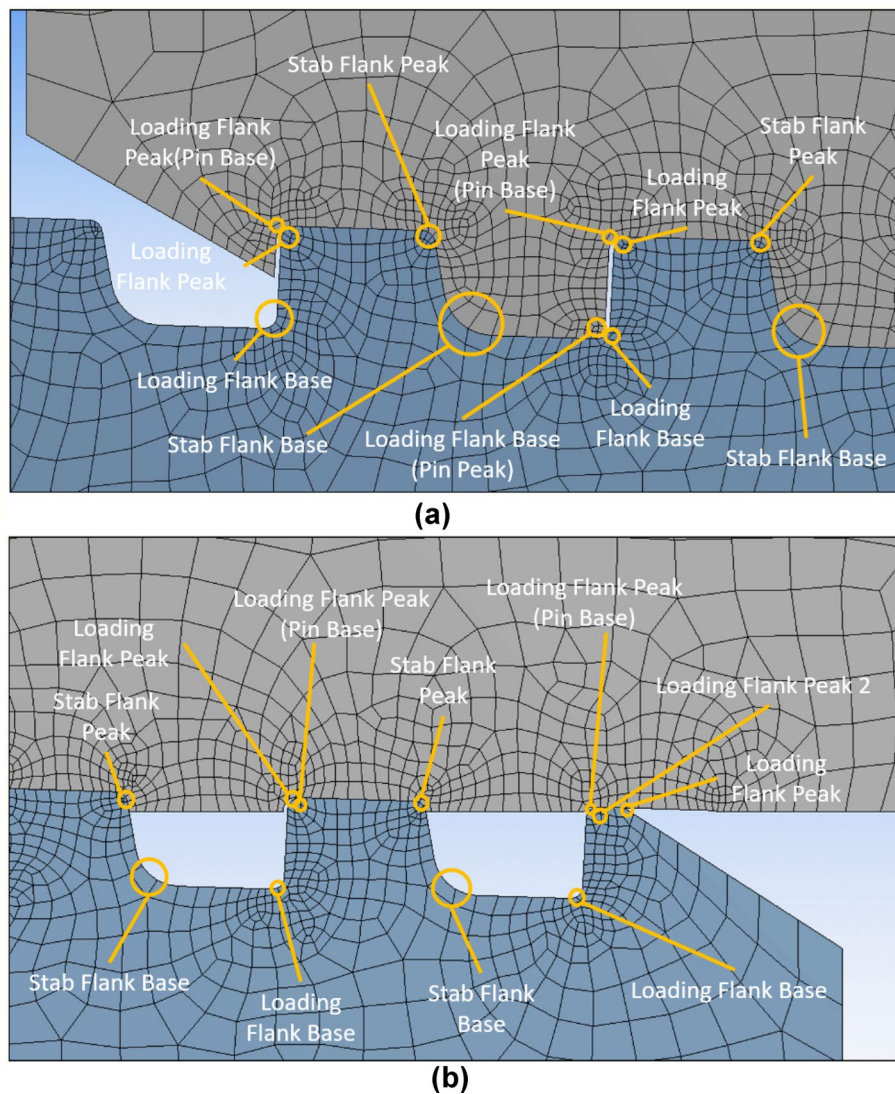 Stab Flank Peak
Loading Flank
Peak(Pin Base)
Loading Flank
Peak
(Pin Base)
Stab Flank
Peak
Loading
Flank Peak
Loading
Flank Peak
Loading Flank Base
Stab Flank Base
Loading Flank Base
(Pin Peak)
Loading
Flank Base
Stab Flank Base
(a)
Loading Flank Peak
(Pin Base)
Loading Flank Peak
(Pin Base)
Loading
Flank Peak
Stab Flank
Peak
Stab Flank
Peak
Loading Flank Peak 2
Loading
Flank Peak
Stab Flank Base
Loading
Flank Base
Stab Flank
Base
Loading Flank Base
(b)